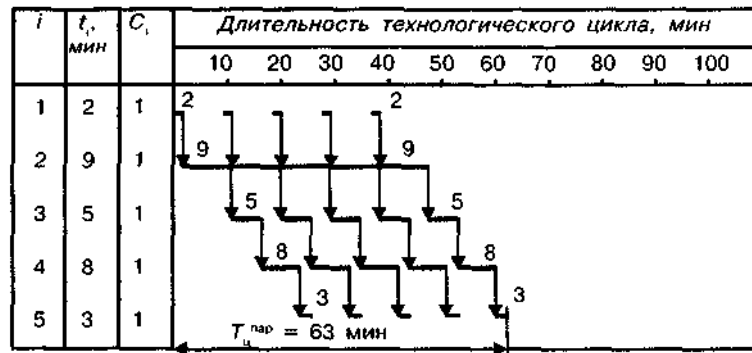 i t_i, мин C_i Длительность технологического цикла, мин
10 20 30 40 50 60 70 80 90 100
1 2 1 2 2
2 9 1 9 9
3 5 1 5 5
4 8 1 8 8
5 3 1 3 3
T_ц^пар = 63 мин